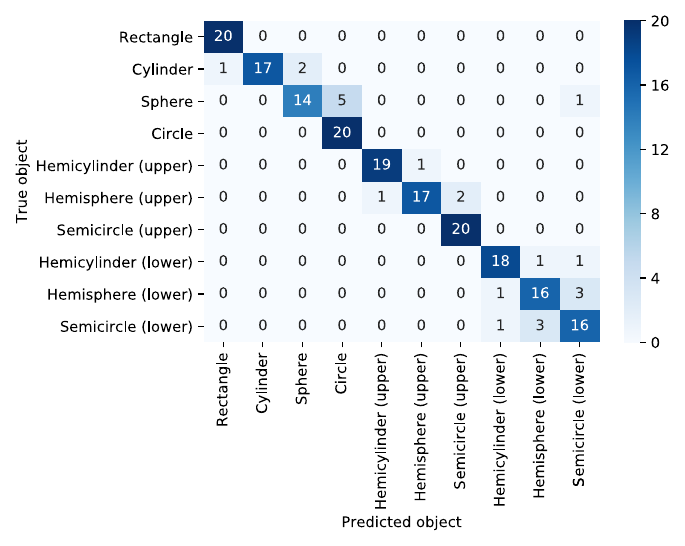 Rectangle 20 0 0 0 0 0 0 0 0 0
Cylinder 1 17 2 0 0 0 0 0 0 0
Sphere 0 0 14 5 0 0 0 0 0 1
Circle 0 0 0 20 0 0 0 0 0 0
Hemicylinder (upper) 0 0 0 0 19 1 0 0 0 0
Hemisphere (upper) 0 0 0 0 1 17 2 0 0 0
Semicircle (upper) 0 0 0 0 0 0 20 0 0 0
Hemicylinder (lower) 0 0 0 0 0 0 0 18 1 1
Hemisphere (lower) 0 0 0 0 0 0 0 1 16 3
Semicircle (lower) 0 0 0 0 0 0 0 1 3 16
True object
Rectangle
Cylinder
Sphere
Circle
Hemicylinder (upper)
Hemisphere (upper)
Semicircle (upper)
Hemicylinder (lower)
Hemisphere (lower)
Semicircle (lower)
Predicted object
20
16
12
8
4
0